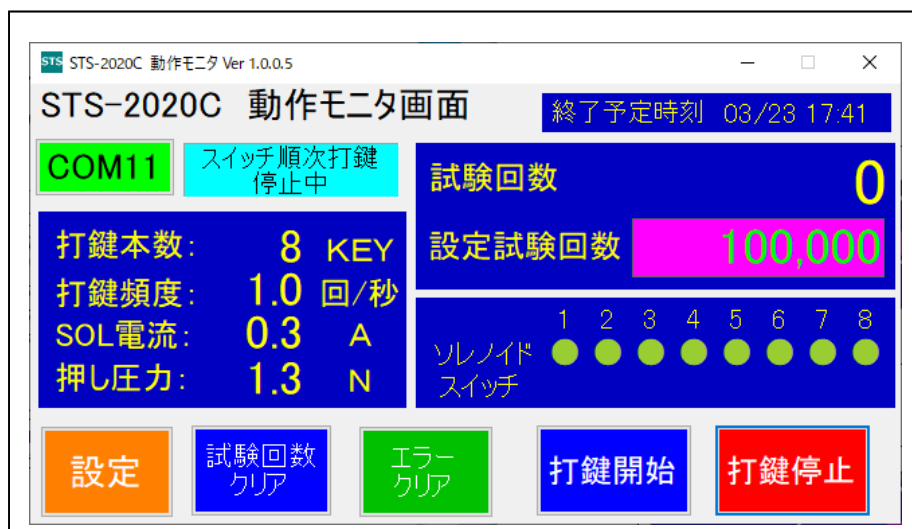 STS STS-2020C 動作モニタ Ver 1.0.0.5
STS-2020C 動作モニタ画面
終了予定時刻 03/23 17:41
COM11
スイッチ順次打鍵
停止中
試験回数 0
設定試験回数 100,000
打鍵本数: 8 KEY
打鍵頻度: 1.0 回/秒
SOL電流: 0.3 A
押し圧力: 1.3 N
1 2 3 4 5 6 7 8
ソレノイド
スイッチ
設定
試験回数
クリア
エラー
クリア
打鍵開始
打鍵停止